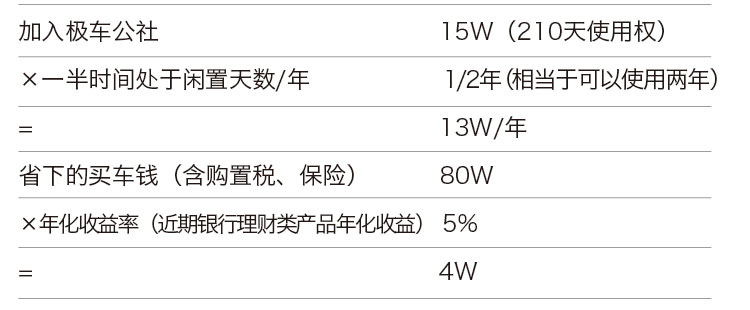 加入极车公社 15W（210天使用权）
×一半时间处于闲置天数/年 1/2年（相当于可以使用两年）
= 13W/年
省下的买车钱（含购置税、保险） 80W
×年化收益率（近期银行理财类产品年化收益） 5%
= 4W